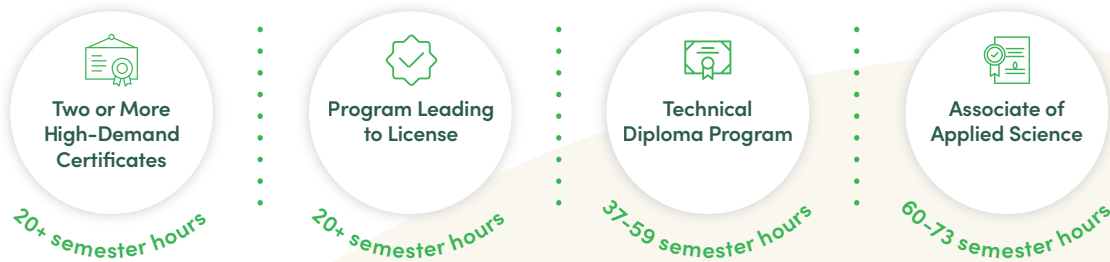 Two or More
High-Demand
Certificates
20+ semester hours
Program Leading
to License
20+ semester hours
Technical
Diploma Program
37-59 semester hours
Associate of
Applied Science
60-73 semester hours